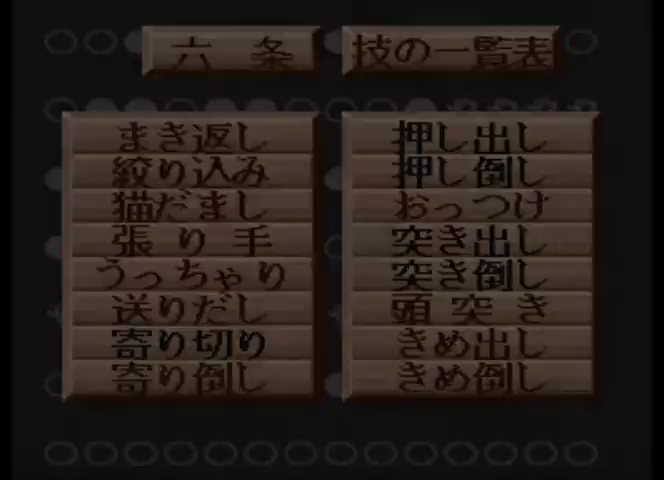 六条
技の一覧表
まき返し
絞り込み
猫だまし
張り手
うっちゃり
送りだし
寄り切り
寄り倒し
押し出し
押し倒し
おっつけ
突き出し
突き倒し
頭突き
きめ出し
きめ倒し